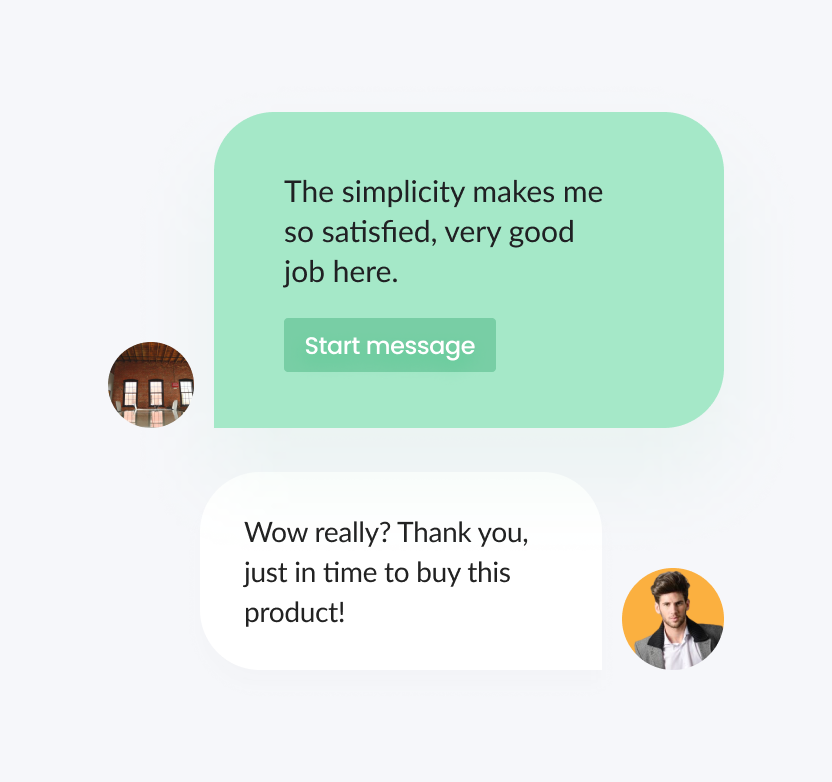 The simplicity makes me
so satisfied, very good
job here.
Start message
Wow really? Thank you,
just in time to buy this
product!